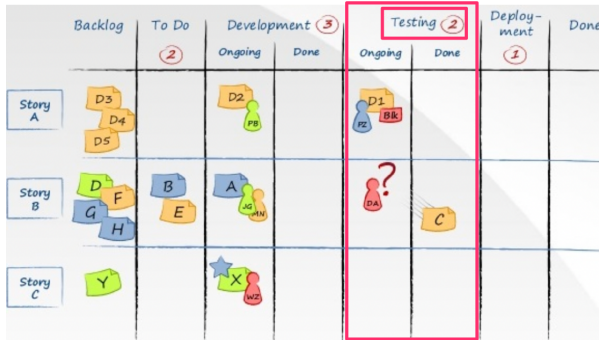 Backlog
To Do
Development 3
Testing 2
Deploy-
ment
Done
2
Ongoing
Done
Ongoing
Done
1
Story
A
D3
D4
D5
D2
PB
D1
PZ
Blk
Story
B
D
F
G
H
B
E
A
JG
MN
?
DA
C
Story
C
Y
X
WZ